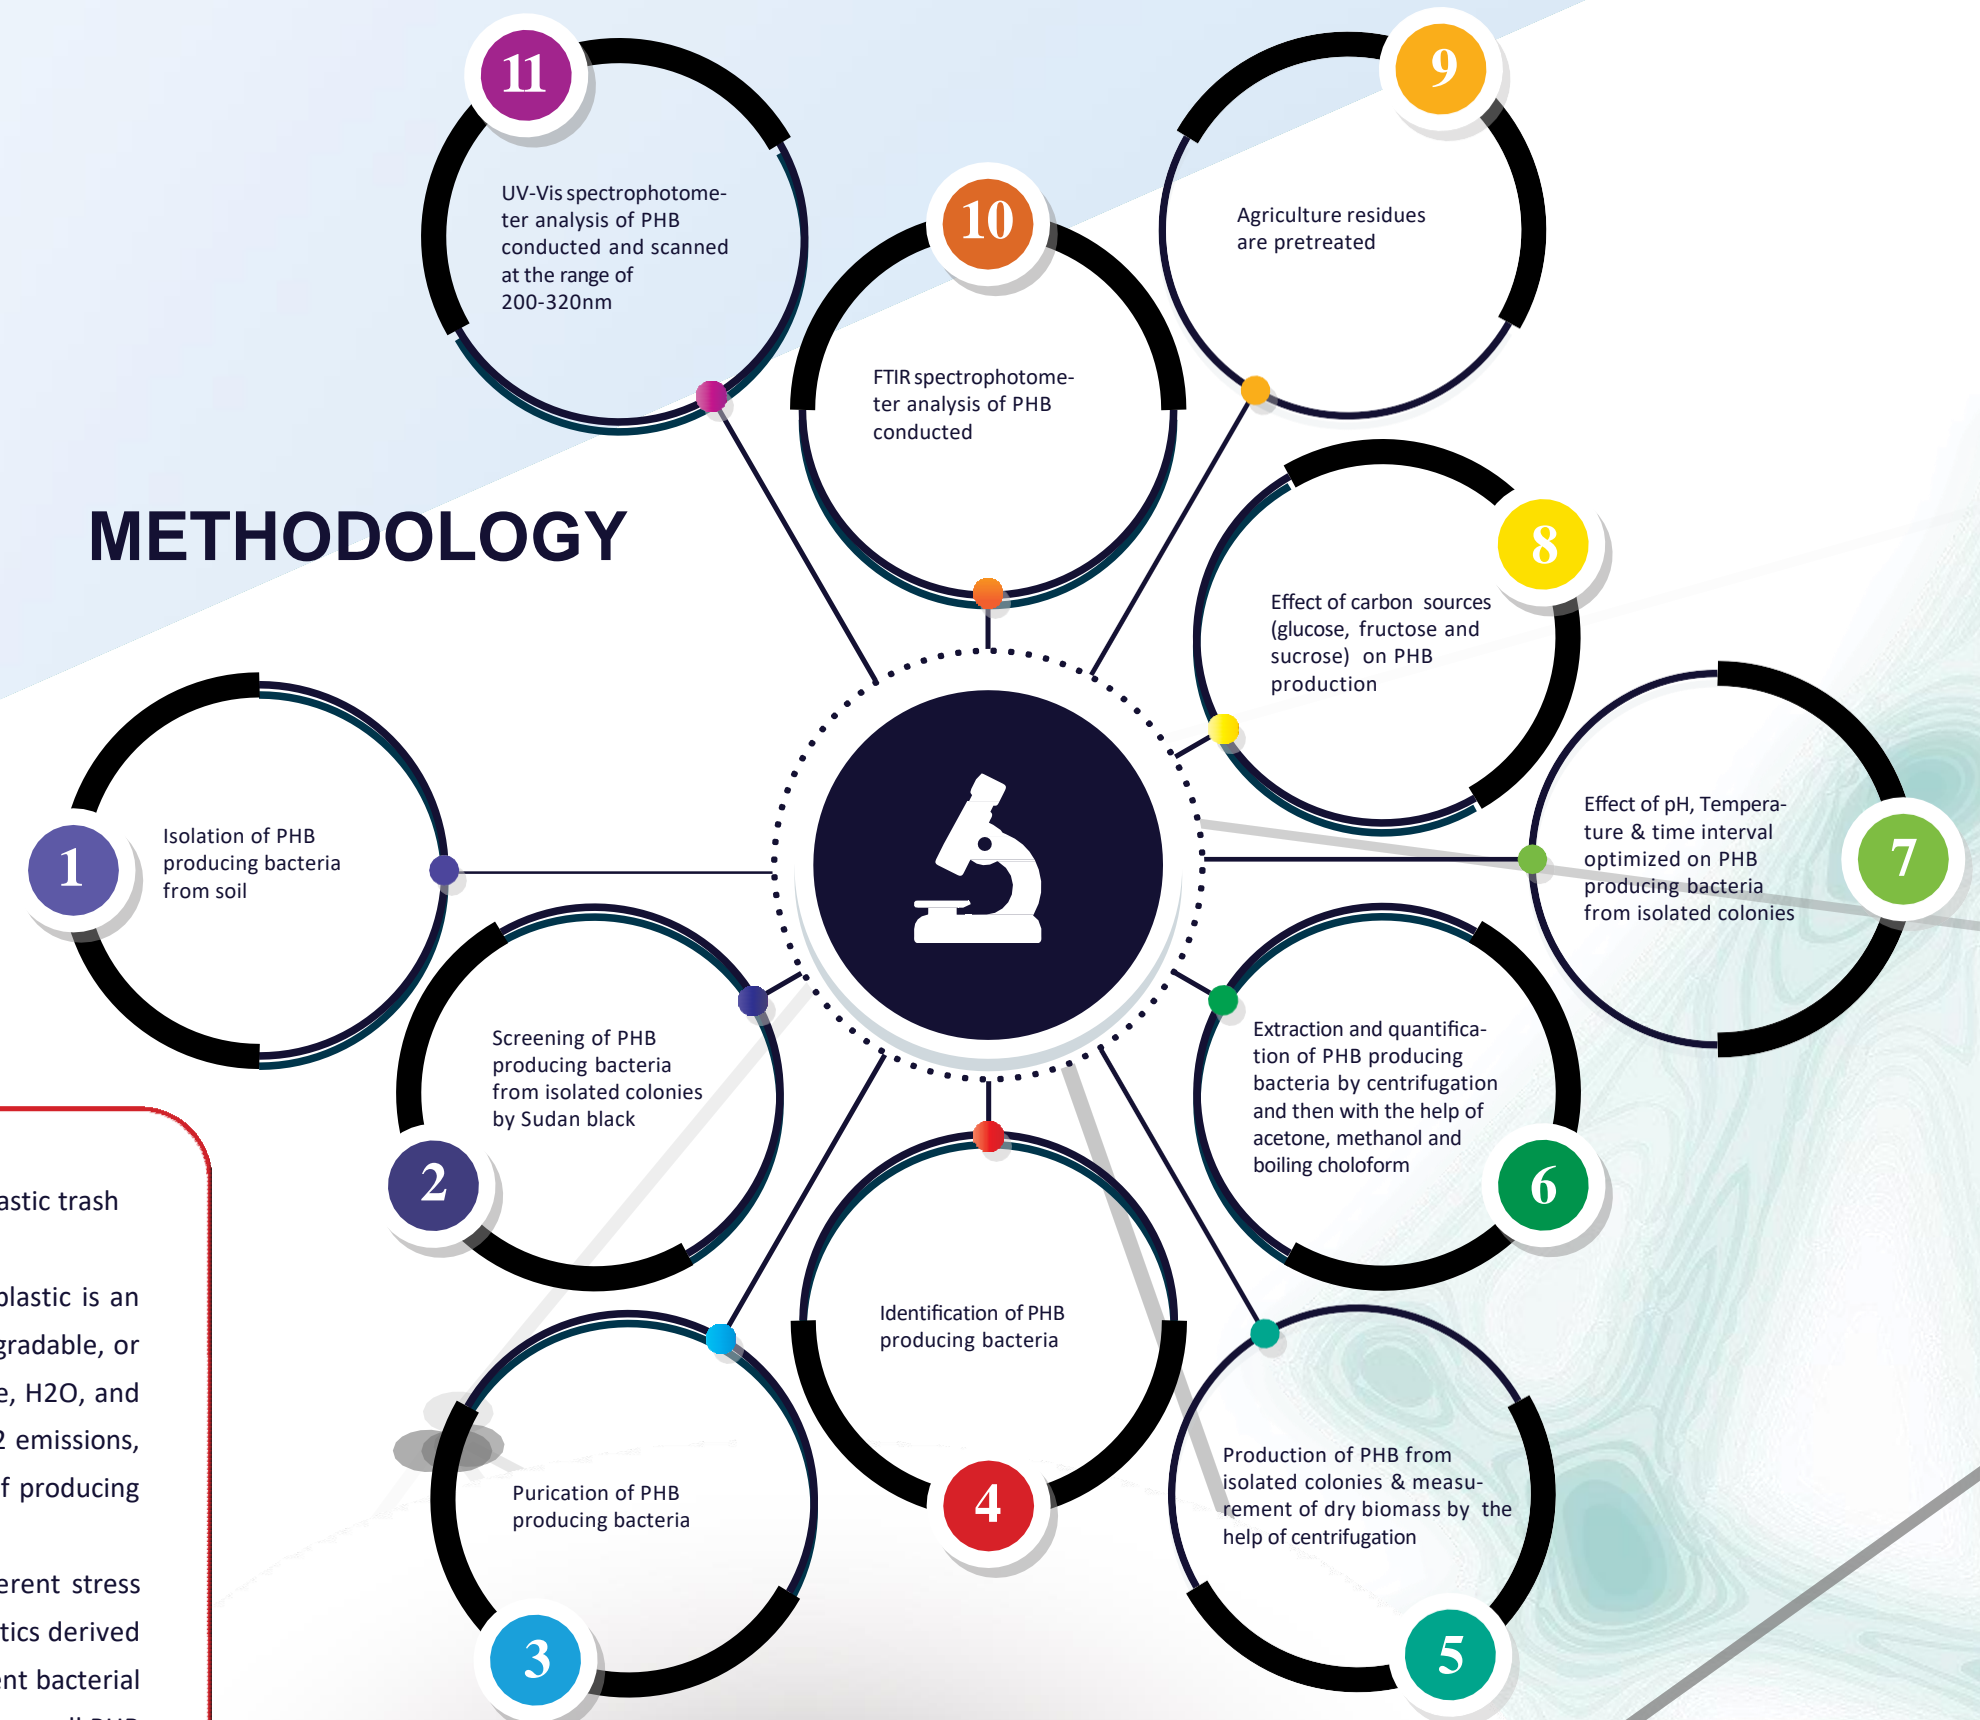 METHODOLOGY
11
UV-Vis spectrophotome-
ter analysis of PHB
conducted and scanned
at the range of
200-320nm
10
FTIR spectrophotome-
ter analysis of PHB
conducted
9
Agriculture residues
are pretreated
8
Effect of carbon sources
(glucose, fructose and
sucrose) on PHB
production
7
Effect of pH, Tempera-
ture & time interval
optimized on PHB
producing bacteria
from isolated colonies
1
Isolation of PHB
producing bacteria
from soil
2
Screening of PHB
producing bacteria
from isolated colonies
by Sudan black
6
Extraction and quantifica-
tion of PHB producing
bacteria by centrifugation
and then with the help of
acetone, methanol and
boiling choloform
3
Purication of PHB
producing bacteria
4
Identification of PHB
producing bacteria
5
Production of PHB from
isolated colonies & measu-
rement of dry biomass by the
help of centrifugation
astic trash
plastic is an
gradable, or
e, H2O, and
2 emissions,
f producing
erent stress
tics derived
ent bacterial